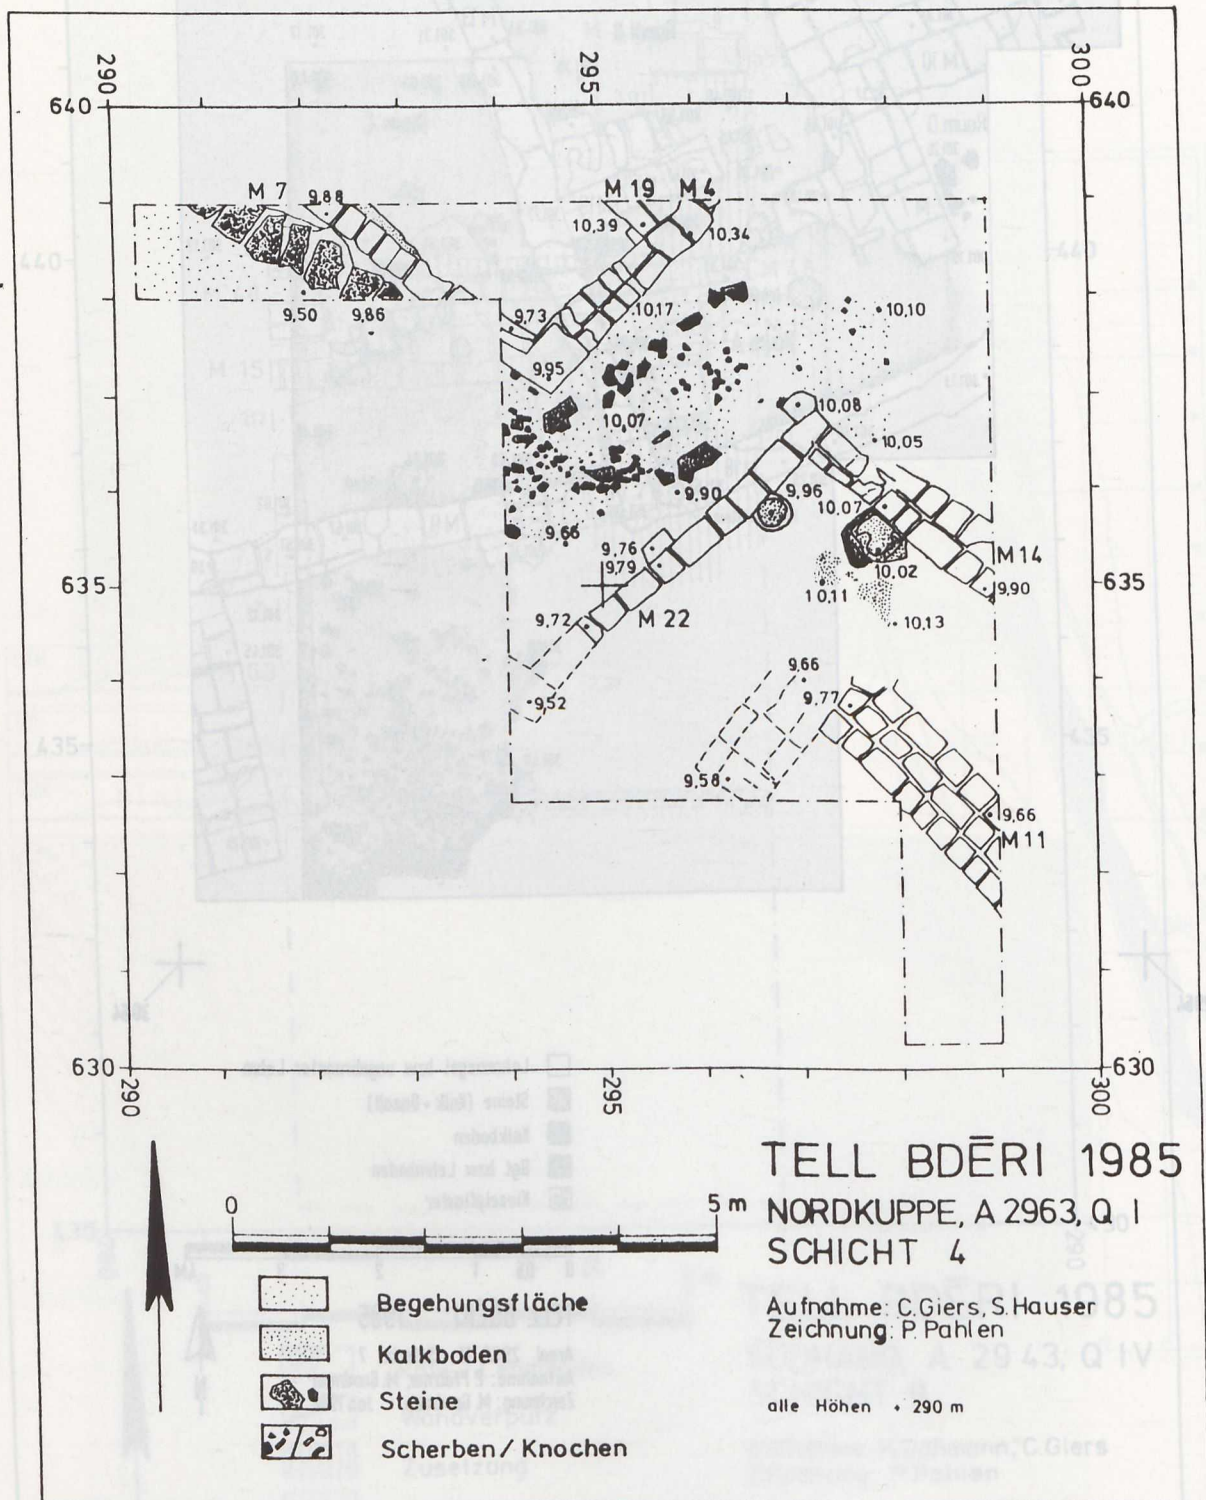 290
295
300
640
640
M 7
9,88
M 19
M 4
10,39
10,34
9,50
9,86
9,73
10,17
10,10
9,95
10,08
10,07
10,05
9,90
9,96
10,07
9,66
9,76
9,79
M 14
10,02
635
635
10,11
9,90
9,72
M 22
10,13
9,66
9,52
9,77
9,58
9,66
M 11
630
630
290
295
300
TELL BDĒRI 1985
0
5 m
NORDKUPPE, A 2963, Q I
SCHICHT 4
Begehungsfläche
Aufnahme: C.Giers, S.Hauser
Zeichnung: P. Pahlen
Kalkboden
Steine
alle Höhen + 290 m
Scherben / Knochen